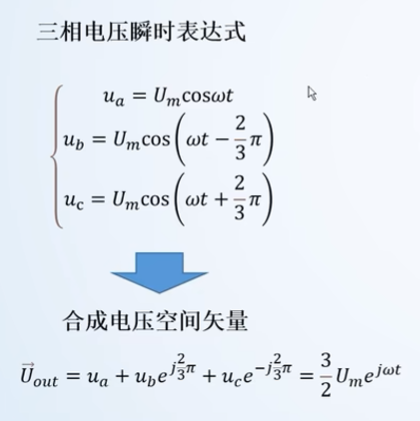 三相电压瞬时表达式
u_a = U_m cosωt
u_b = U_m cos(ωt − 2/3 π)
u_c = U_m cos(ωt + 2/3 π)
合成电压空间矢量
U⃗_out = u_a + u_b e^{j2/3π} + u_c e^{−j2/3π} = 3/2 U_m e^{jωt}